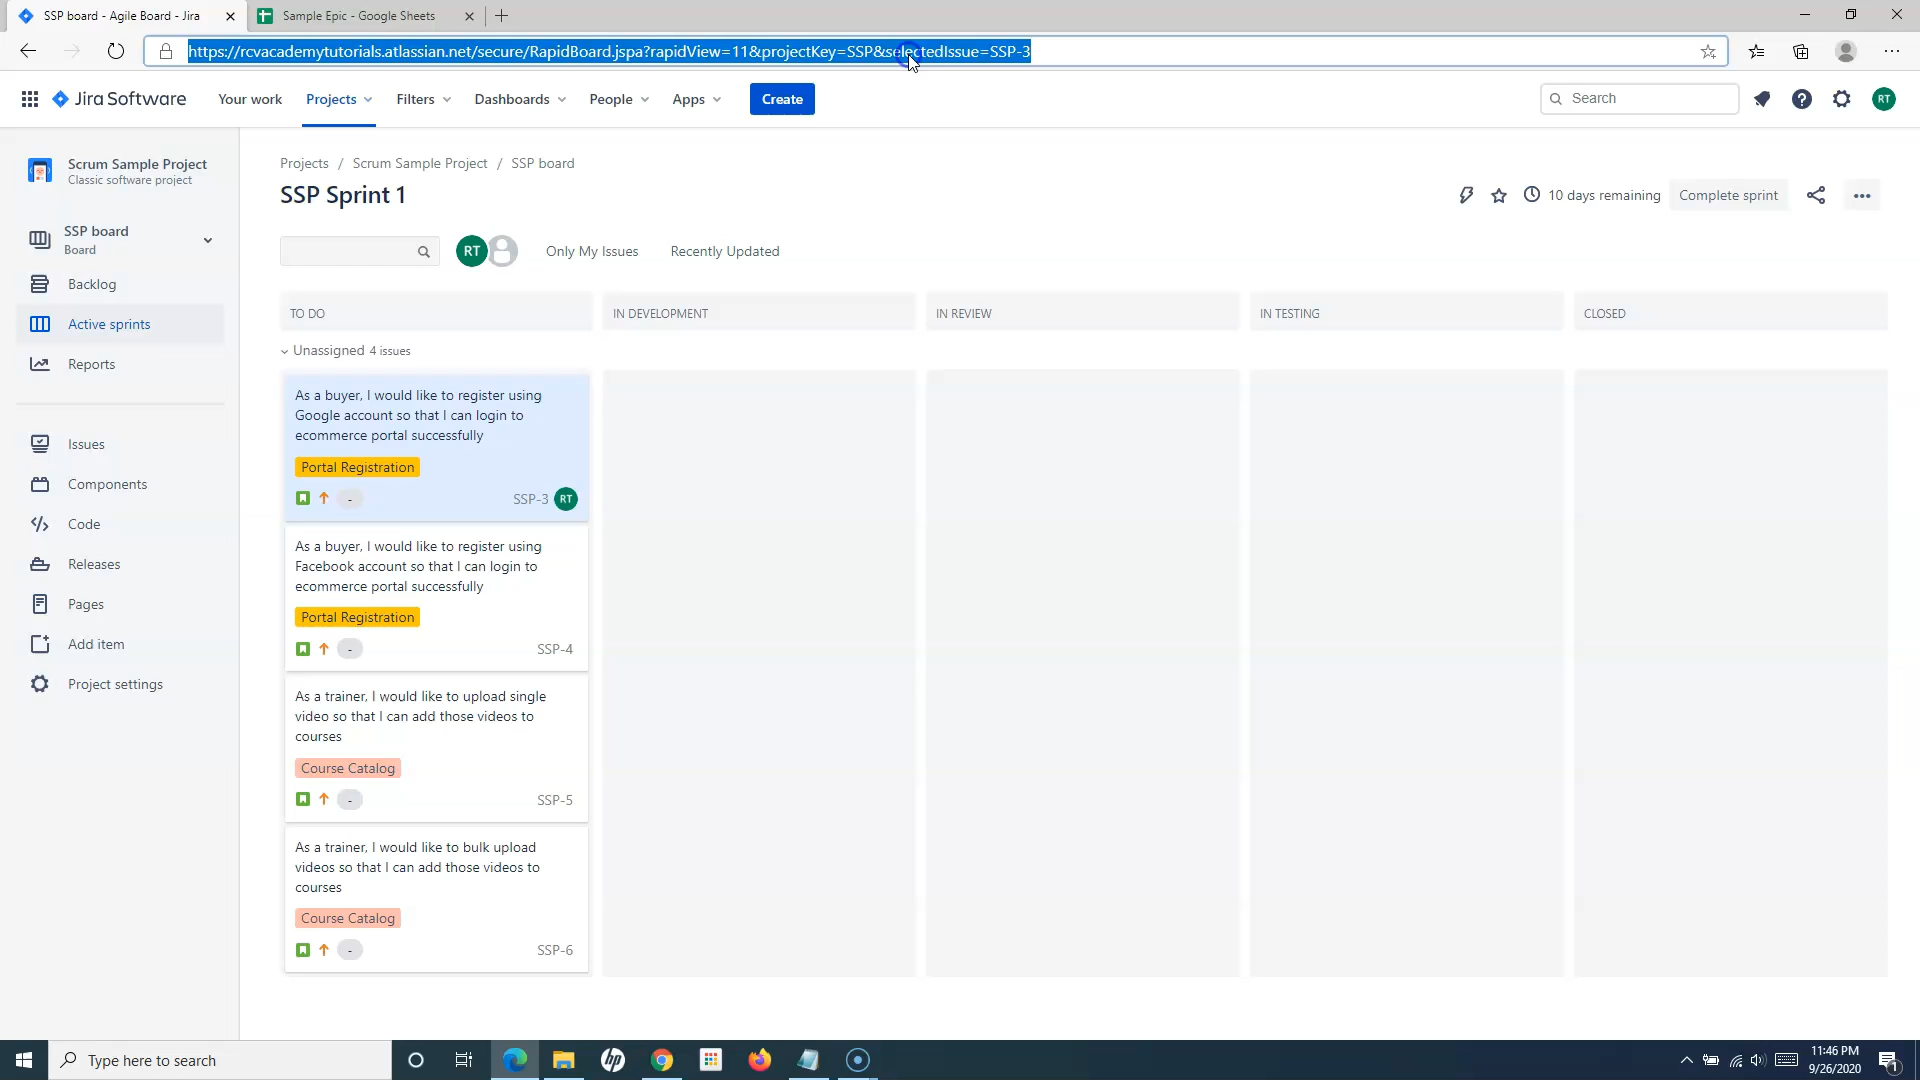 SSP board - Agile Board - Jira
Sample Epic - Google Sheets
https://rcvacademytutorials.atlassian.net/secure/RapidBoard.jspa?rapidView=11&projectKey=SSP&selectedIssue=SSP-3
Jira Software
Your work
Projects
Filters
Dashboards
People
Apps
Create
Search
RT
Scrum Sample Project
Classic software project
SSP board
Board
Backlog
Active sprints
Reports
Issues
Components
Code
Releases
Pages
Add item
Project settings
Projects / Scrum Sample Project / SSP board
SSP Sprint 1
10 days remaining
Complete sprint
RT
Only My Issues
Recently Updated
TO DO
IN DEVELOPMENT
IN REVIEW
IN TESTING
CLOSED
Unassigned 4 issues
As a buyer, I would like to register using
Google account so that I can login to
ecommerce portal successfully
Portal Registration
- SSP-3 RT
As a buyer, I would like to register using
Facebook account so that I can login to
ecommerce portal successfully
Portal Registration
- SSP-4
As a trainer, I would like to upload single
video so that I can add those videos to
courses
Course Catalog
- SSP-5
As a trainer, I would like to bulk upload
videos so that I can add those videos to
courses
Course Catalog
- SSP-6
Type here to search
hp
11:46 PM
9/26/2020
1